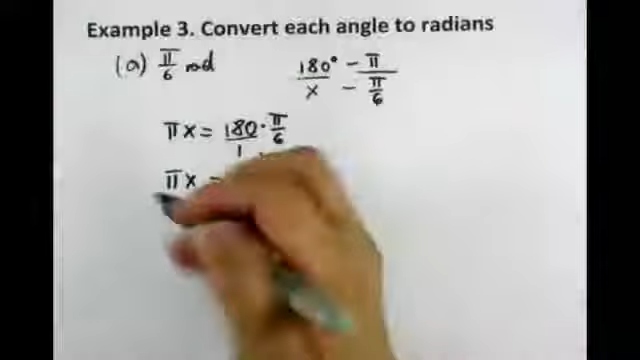 Example 3. Convert each angle to radians
(a) π/6 rad
180° – π
x – π/6
πx = 180/1 · π/6
πx =